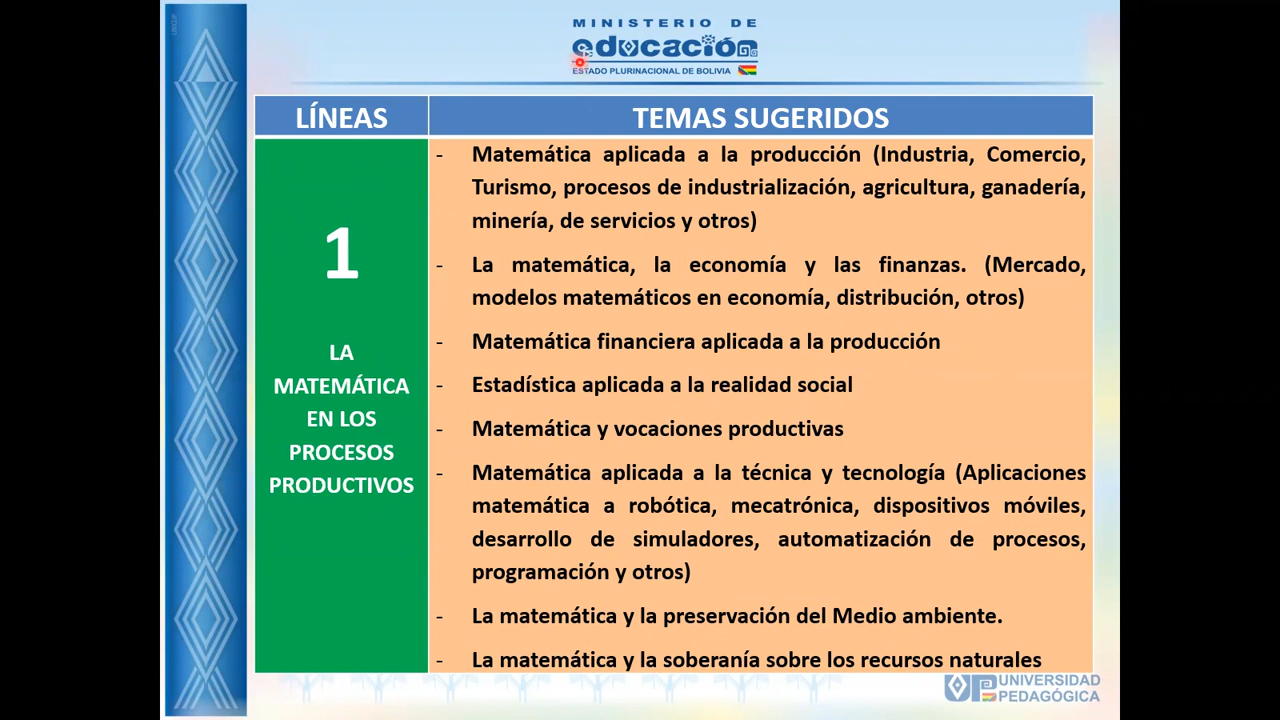 MINISTERIO DE
educación
ESTADO PLURINACIONAL DE BOLIVIA
LÍNEAS
TEMAS SUGERIDOS
1
LA
MATEMÁTICA
EN LOS
PROCESOS
PRODUCTIVOS
- Matemática aplicada a la producción (Industria, Comercio,
Turismo, procesos de industrialización, agricultura, ganadería,
minería, de servicios y otros)
- La matemática, la economía y las finanzas. (Mercado,
modelos matemáticos en economía, distribución, otros)
- Matemática financiera aplicada a la producción
- Estadística aplicada a la realidad social
- Matemática y vocaciones productivas
- Matemática aplicada a la técnica y tecnología (Aplicaciones
matemática a robótica, mecatrónica, dispositivos móviles,
desarrollo de simuladores, automatización de procesos,
programación y otros)
- La matemática y la preservación del Medio ambiente.
- La matemática y la soberanía sobre los recursos naturales
UP UNIVERSIDAD
PEDAGÓGICA